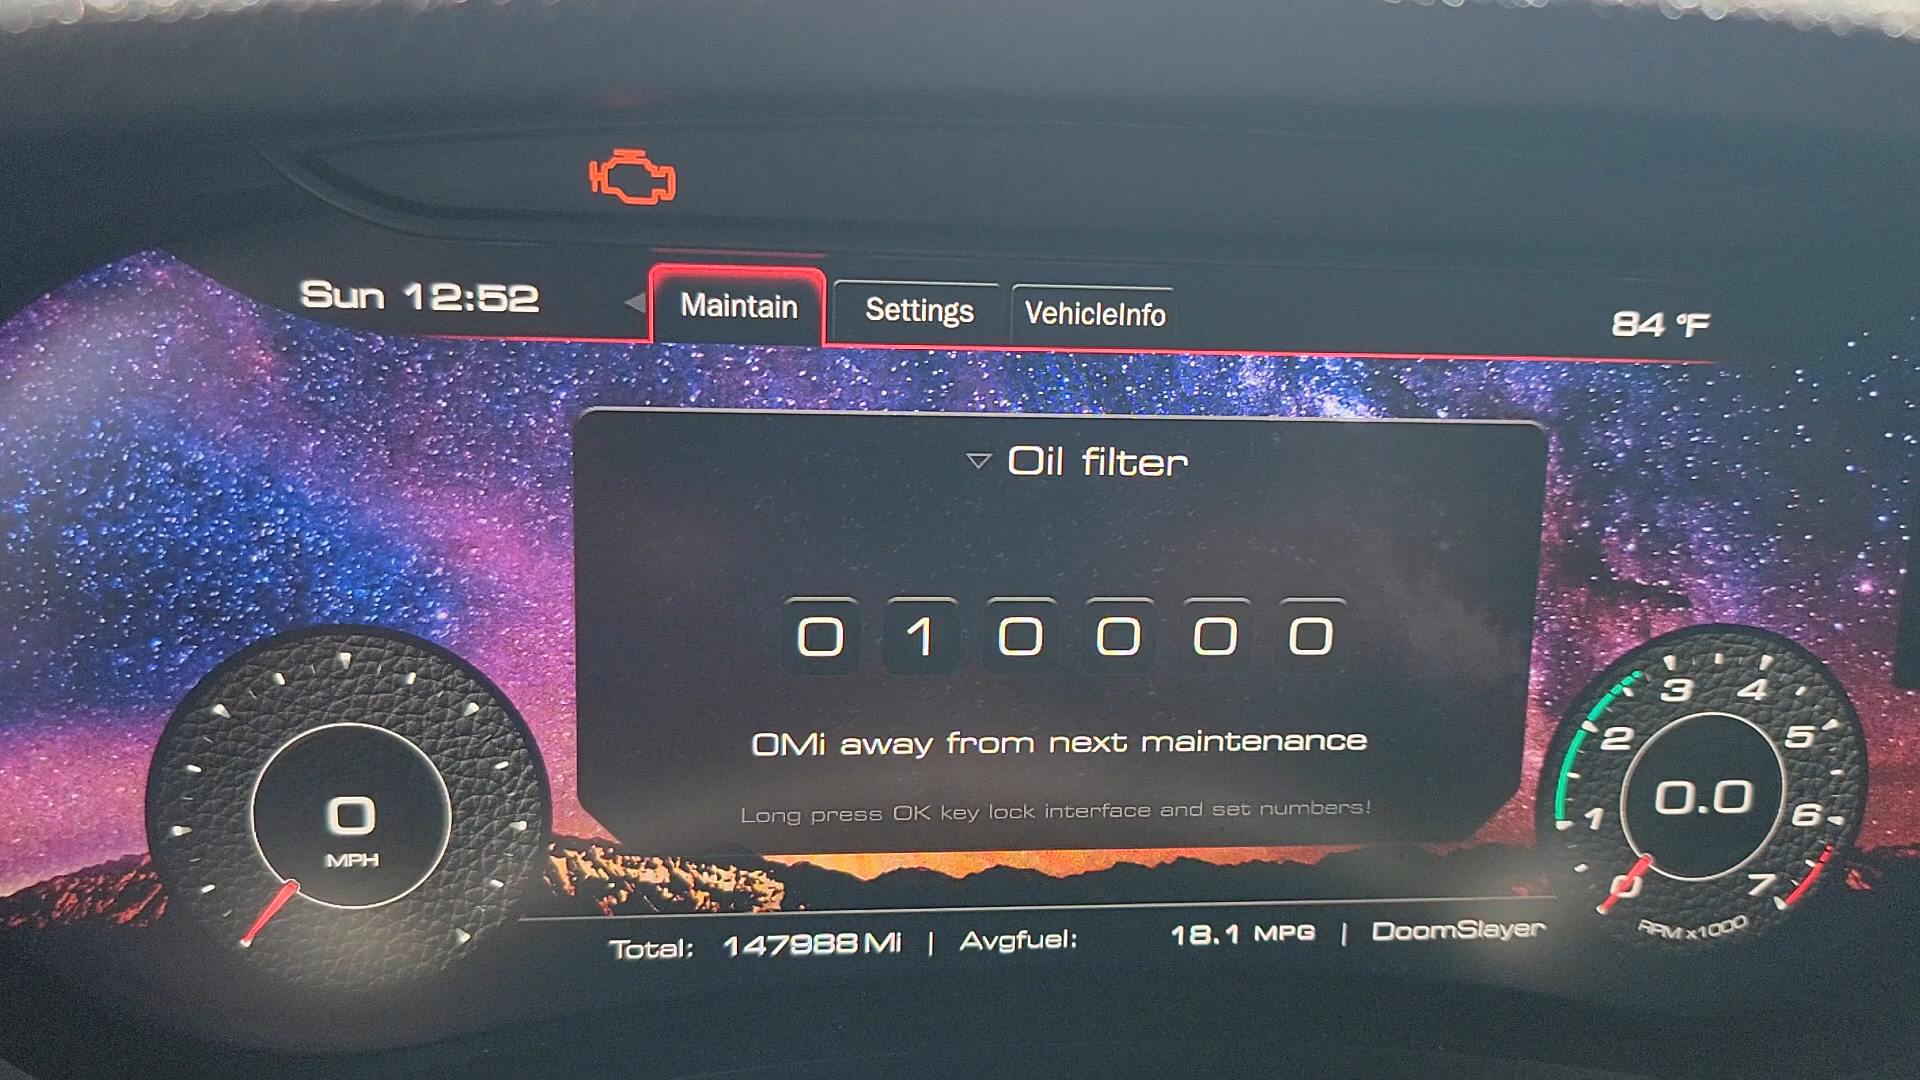 Sun 12:52
Maintain
Settings
VehicleInfo
84 °F
Oil filter
0 1 0 0 0 0
0Mi away from next maintenance
Long press OK key lock interface and set numbers!
0
MPH
0 1 2 3 4 5 6 7
0.0
RPM x1000
Total: 147988 Mi | Avgfuel: 18.1 MPG | DoomSlayer